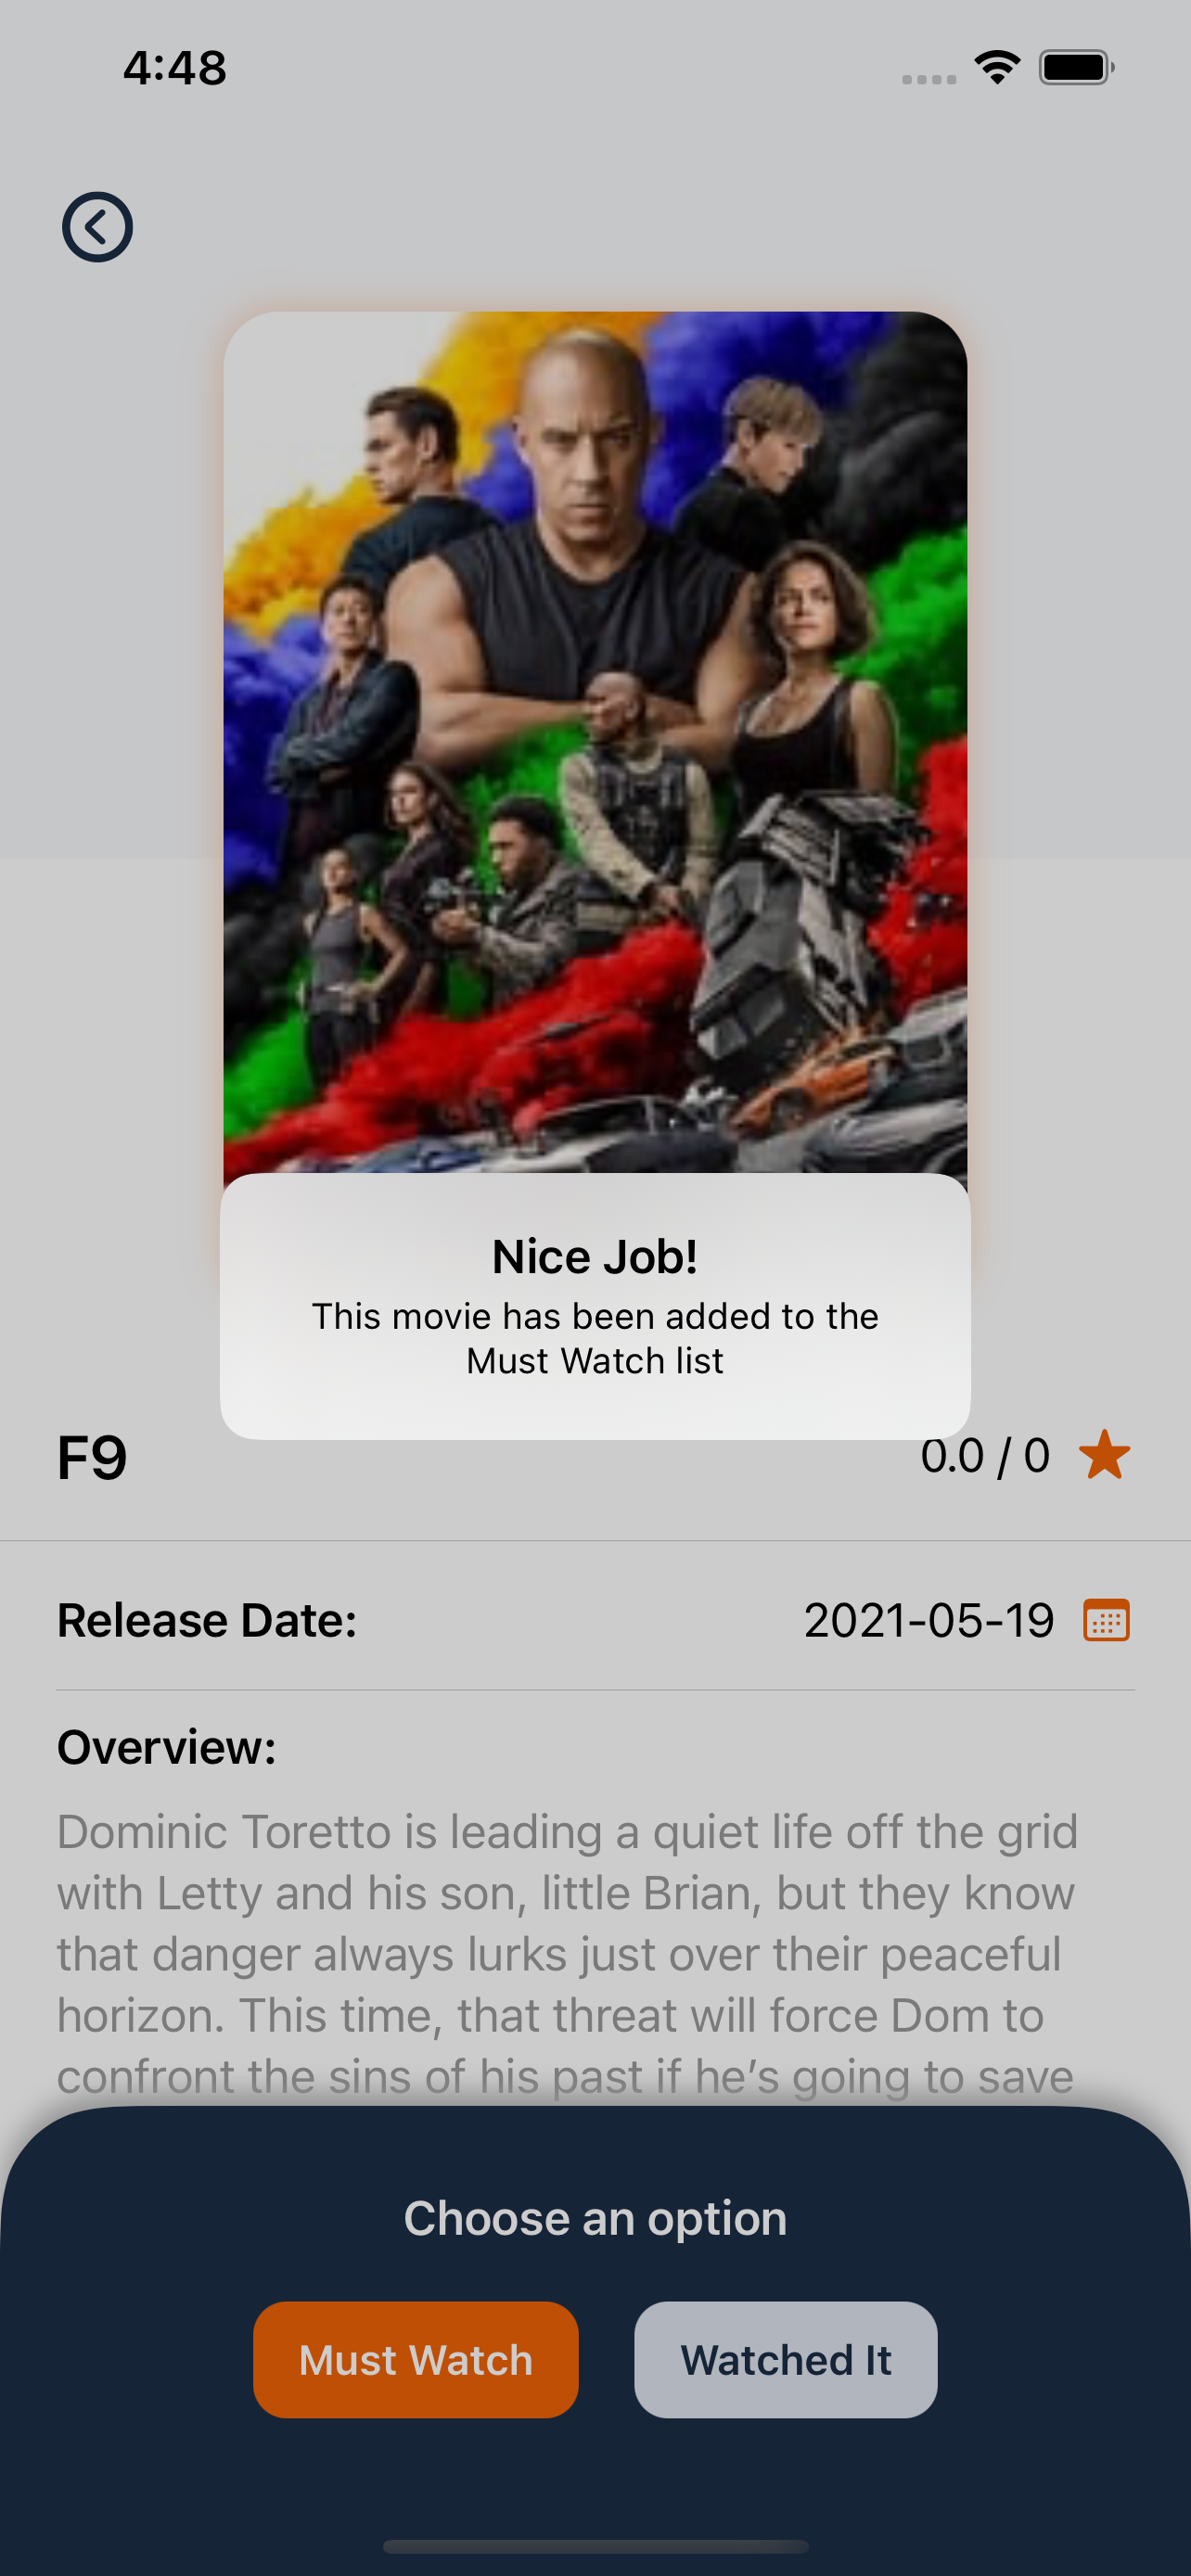 4:48
Nice Job!
This movie has been added to the
Must Watch list
F9
0.0 / 0
Release Date:
2021-05-19
Overview:
Dominic Toretto is leading a quiet life off the grid
with Letty and his son, little Brian, but they know
that danger always lurks just over their peaceful
horizon. This time, that threat will force Dom to
confront the sins of his past if he’s going to save
Choose an option
Must Watch
Watched It